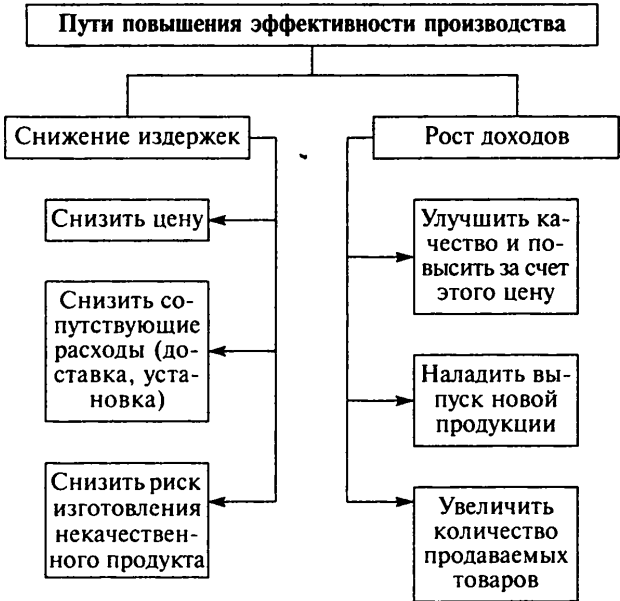 Пути повышения эффективности производства
Снижение издержек
Снизить цену
Снизить со-
путствующие
расходы (до-
ставка, уста-
новка)
Снизить риск
изготовления
некачествен-
ного продукта
Рост доходов
Улучшить ка-
чество и по-
высить за счет
этого цену
Наладить вы-
пуск новой
продукции
Увеличить
количество
продаваемых
товаров